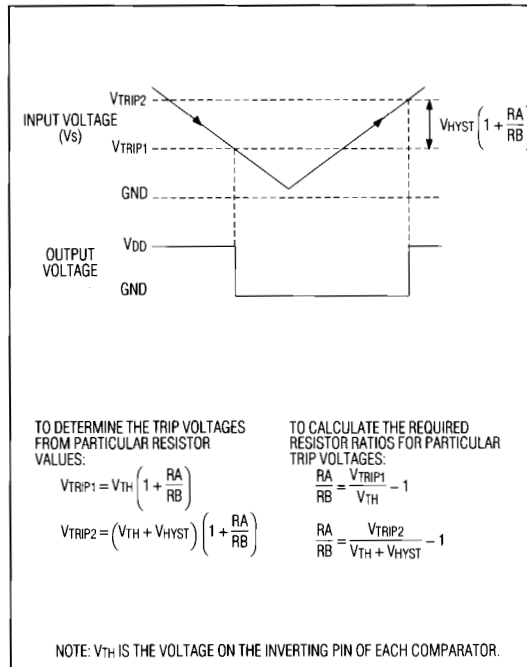 VTRIP2
INPUT VOLTAGE
(Vs)
VTRIP1
GND
VHYST(1 + RA/RB)
OUTPUT
VOLTAGE
VDD
GND
TO DETERMINE THE TRIP VOLTAGES
FROM PARTICULAR RESISTOR
VALUES:
VTRIP1 = VTH (1 + RA/RB)
VTRIP2 = (VTH + VHYST) (1 + RA/RB)
TO CALCULATE THE REQUIRED
RESISTOR RATIOS FOR PARTICULAR
TRIP VOLTAGES:
RA/RB = VTRIP1/VTH − 1
RA/RB = VTRIP2/VTH + VHYST − 1
NOTE: VTH IS THE VOLTAGE ON THE INVERTING PIN OF EACH COMPARATOR.